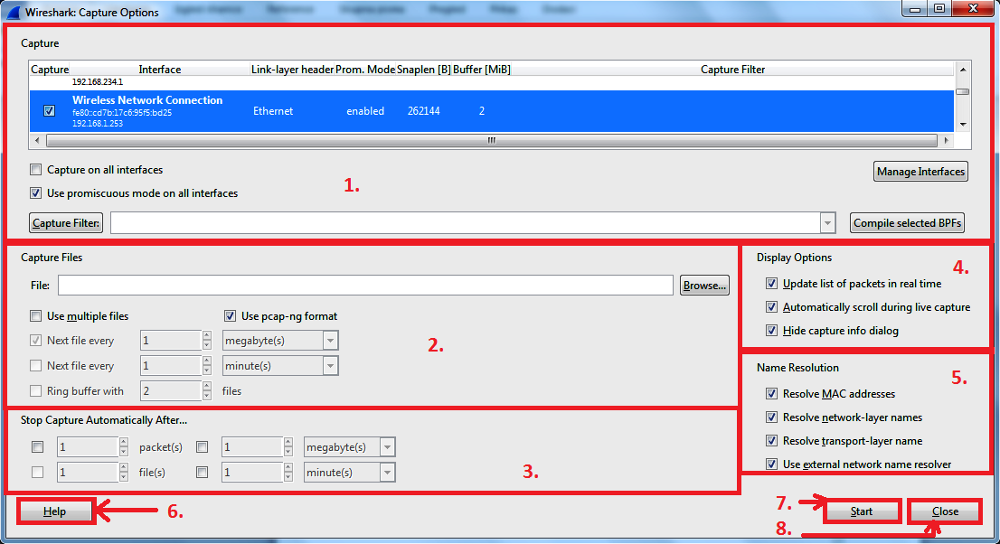 Wireshark: Capture Options
Capture
Capture Interface Link-layer header Prom. Mode Snaplen [B] Buffer [MiB] Capture Filter
192.168.234.1
Wireless Network Connection
fe80::cd7b:17c6:95f5:bd25
192.168.1.253
Ethernet enabled 262144 2
Capture on all interfaces
Manage Interfaces
Use promiscuous mode on all interfaces
1.
Capture Filter:
Compile selected BPFs
Capture Files
File:
Browse...
Use multiple files Use pcap-ng format
Next file every 1 megabyte(s)
2.
Next file every 1 minute(s)
Ring buffer with 2 files
Display Options
4.
Update list of packets in real time
Automatically scroll during live capture
Hide capture info dialog
Name Resolution
5.
Resolve MAC addresses
Resolve network-layer names
Resolve transport-layer name
Use external network name resolver
Stop Capture Automatically After...
1 packet(s) 1 megabyte(s)
1 file(s) 1 minute(s)
3.
Help
6.
7.
Start
Close
8.